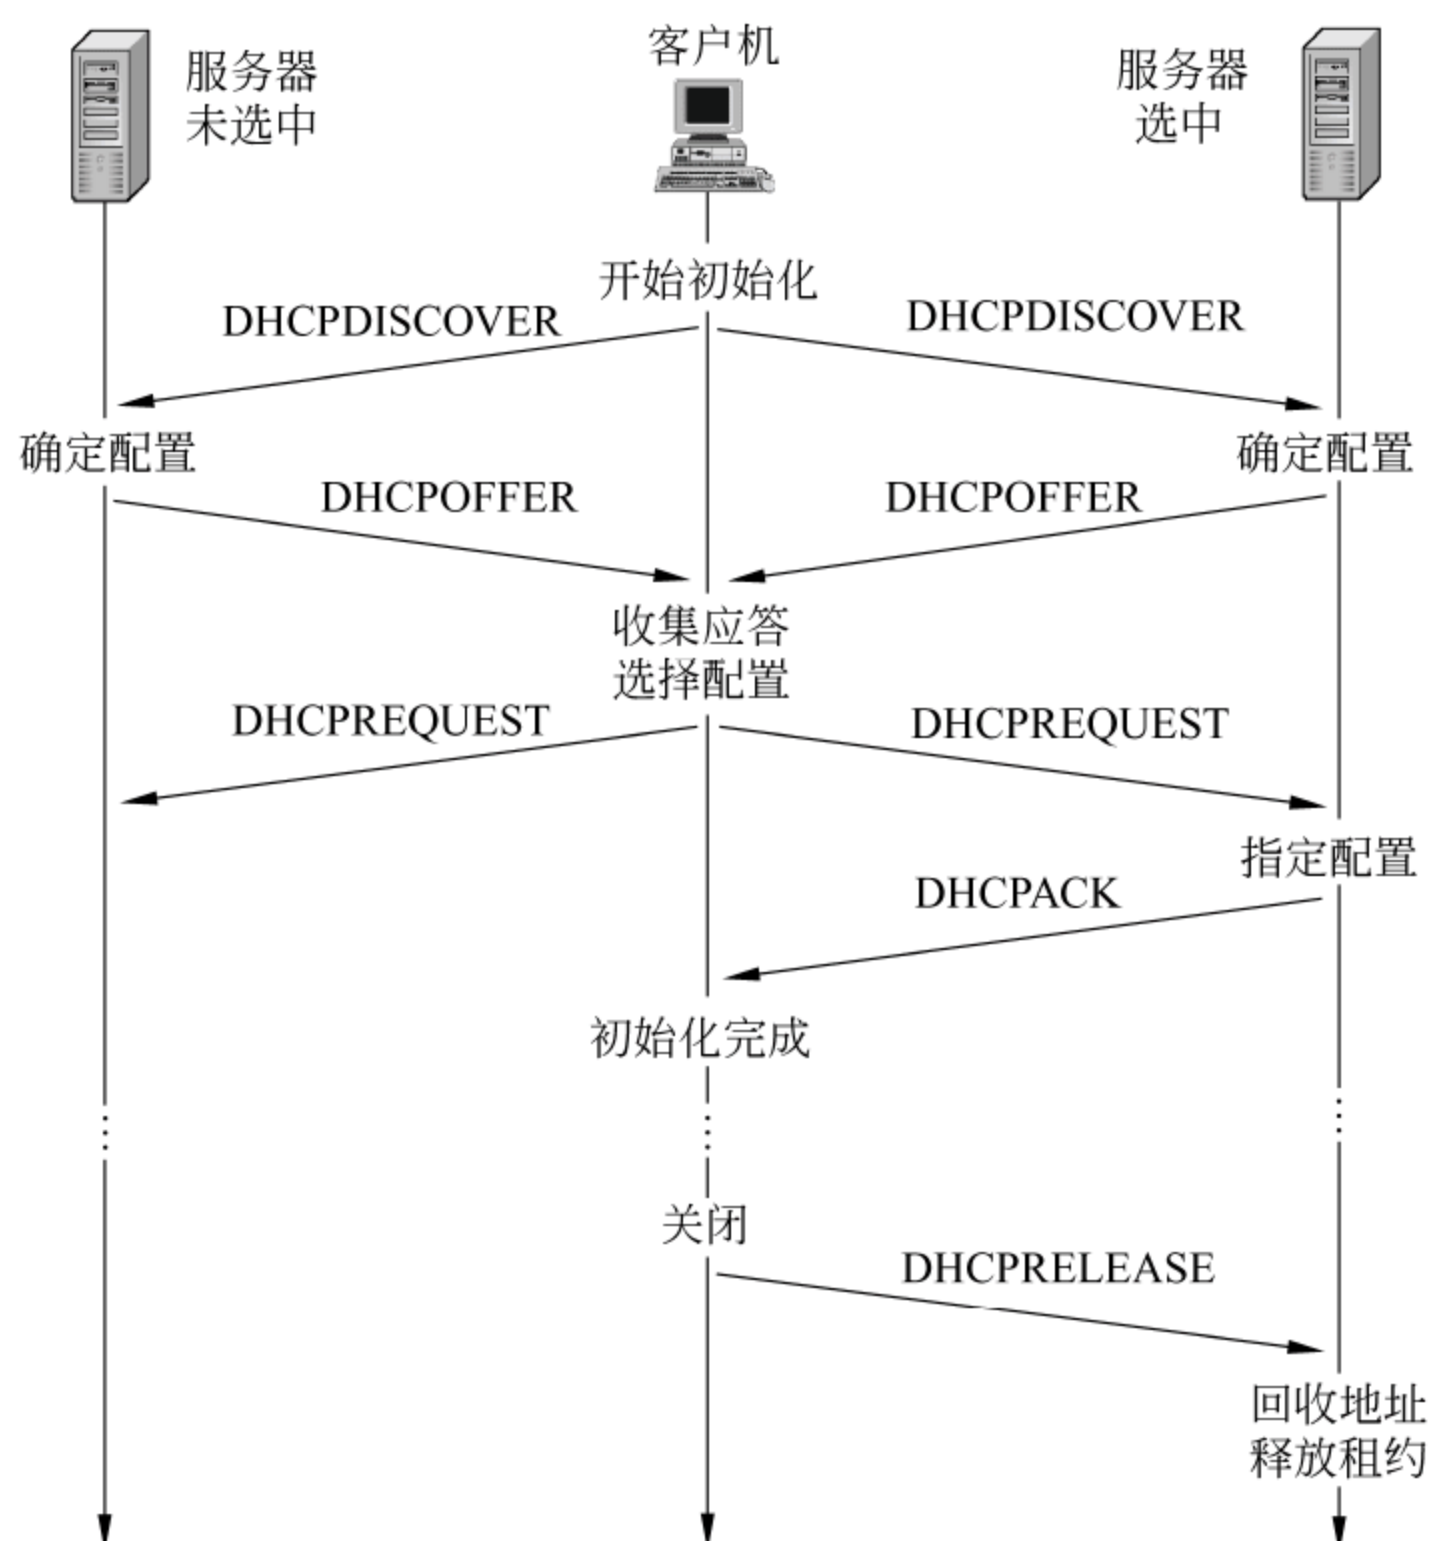 服务器
未选中
客户机
服务器
选中
开始初始化
DHCPDISCOVER
DHCPDISCOVER
确定配置
确定配置
DHCPOFFER
DHCPOFFER
收集应答
选择配置
DHCPREQUEST
DHCPREQUEST
指定配置
DHCPACK
初始化完成
关闭
DHCPRELEASE
回收地址
释放租约